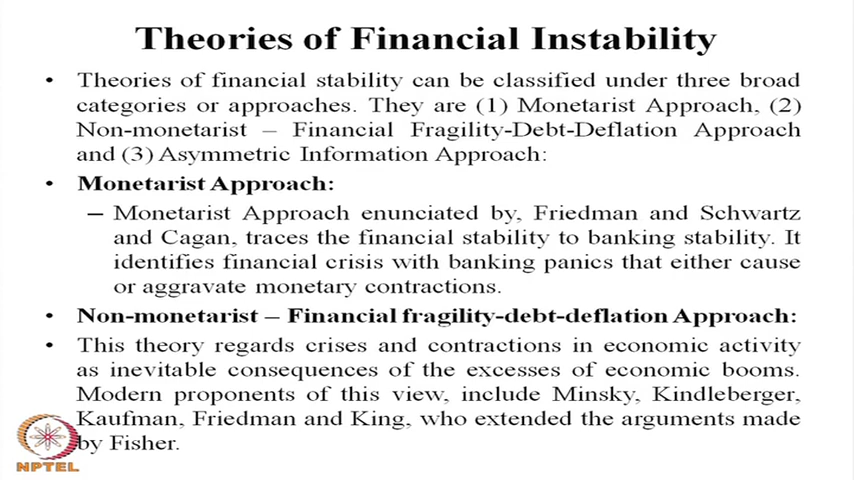 Theories of Financial Instability
• Theories of financial stability can be classified under three broad
categories or approaches. They are (1) Monetarist Approach, (2)
Non-monetarist – Financial Fragility-Debt-Deflation Approach
and (3) Asymmetric Information Approach:
• Monetarist Approach:
– Monetarist Approach enunciated by, Friedman and Schwartz
and Cagan, traces the financial stability to banking stability. It
identifies financial crisis with banking panics that either cause
or aggravate monetary contractions.
• Non-monetarist – Financial fragility-debt-deflation Approach:
• This theory regards crises and contractions in economic activity
as inevitable consequences of the excesses of economic booms.
Modern proponents of this view, include Minsky, Kindleberger,
Kaufman, Friedman and King, who extended the arguments made
by Fisher.
NPTEL